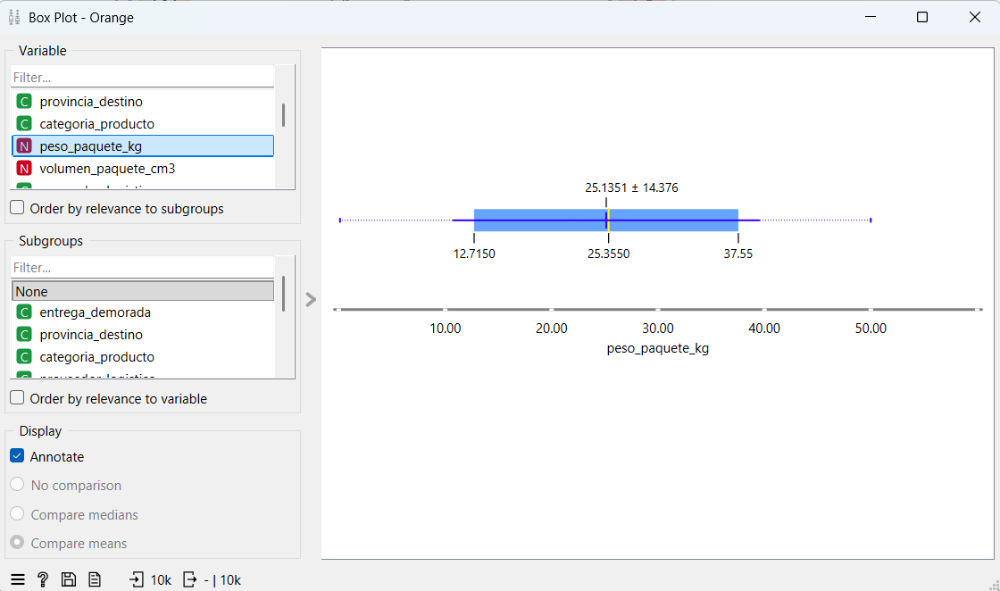 Box Plot - Orange
Variable
Filter...
C provincia_destino
C categoria_producto
N peso_paquete_kg
N volumen_paquete_cm3
Order by relevance to subgroups
Subgroups
Filter...
None
C entrega_demorada
C provincia_destino
C categoria_producto
Order by relevance to variable
Display
Annotate
No comparison
Compare medians
Compare means
10k - | 10k
25.1351 ± 14.376
12.7150 25.3550 37.55
10.00 20.00 30.00 40.00 50.00
peso_paquete_kg